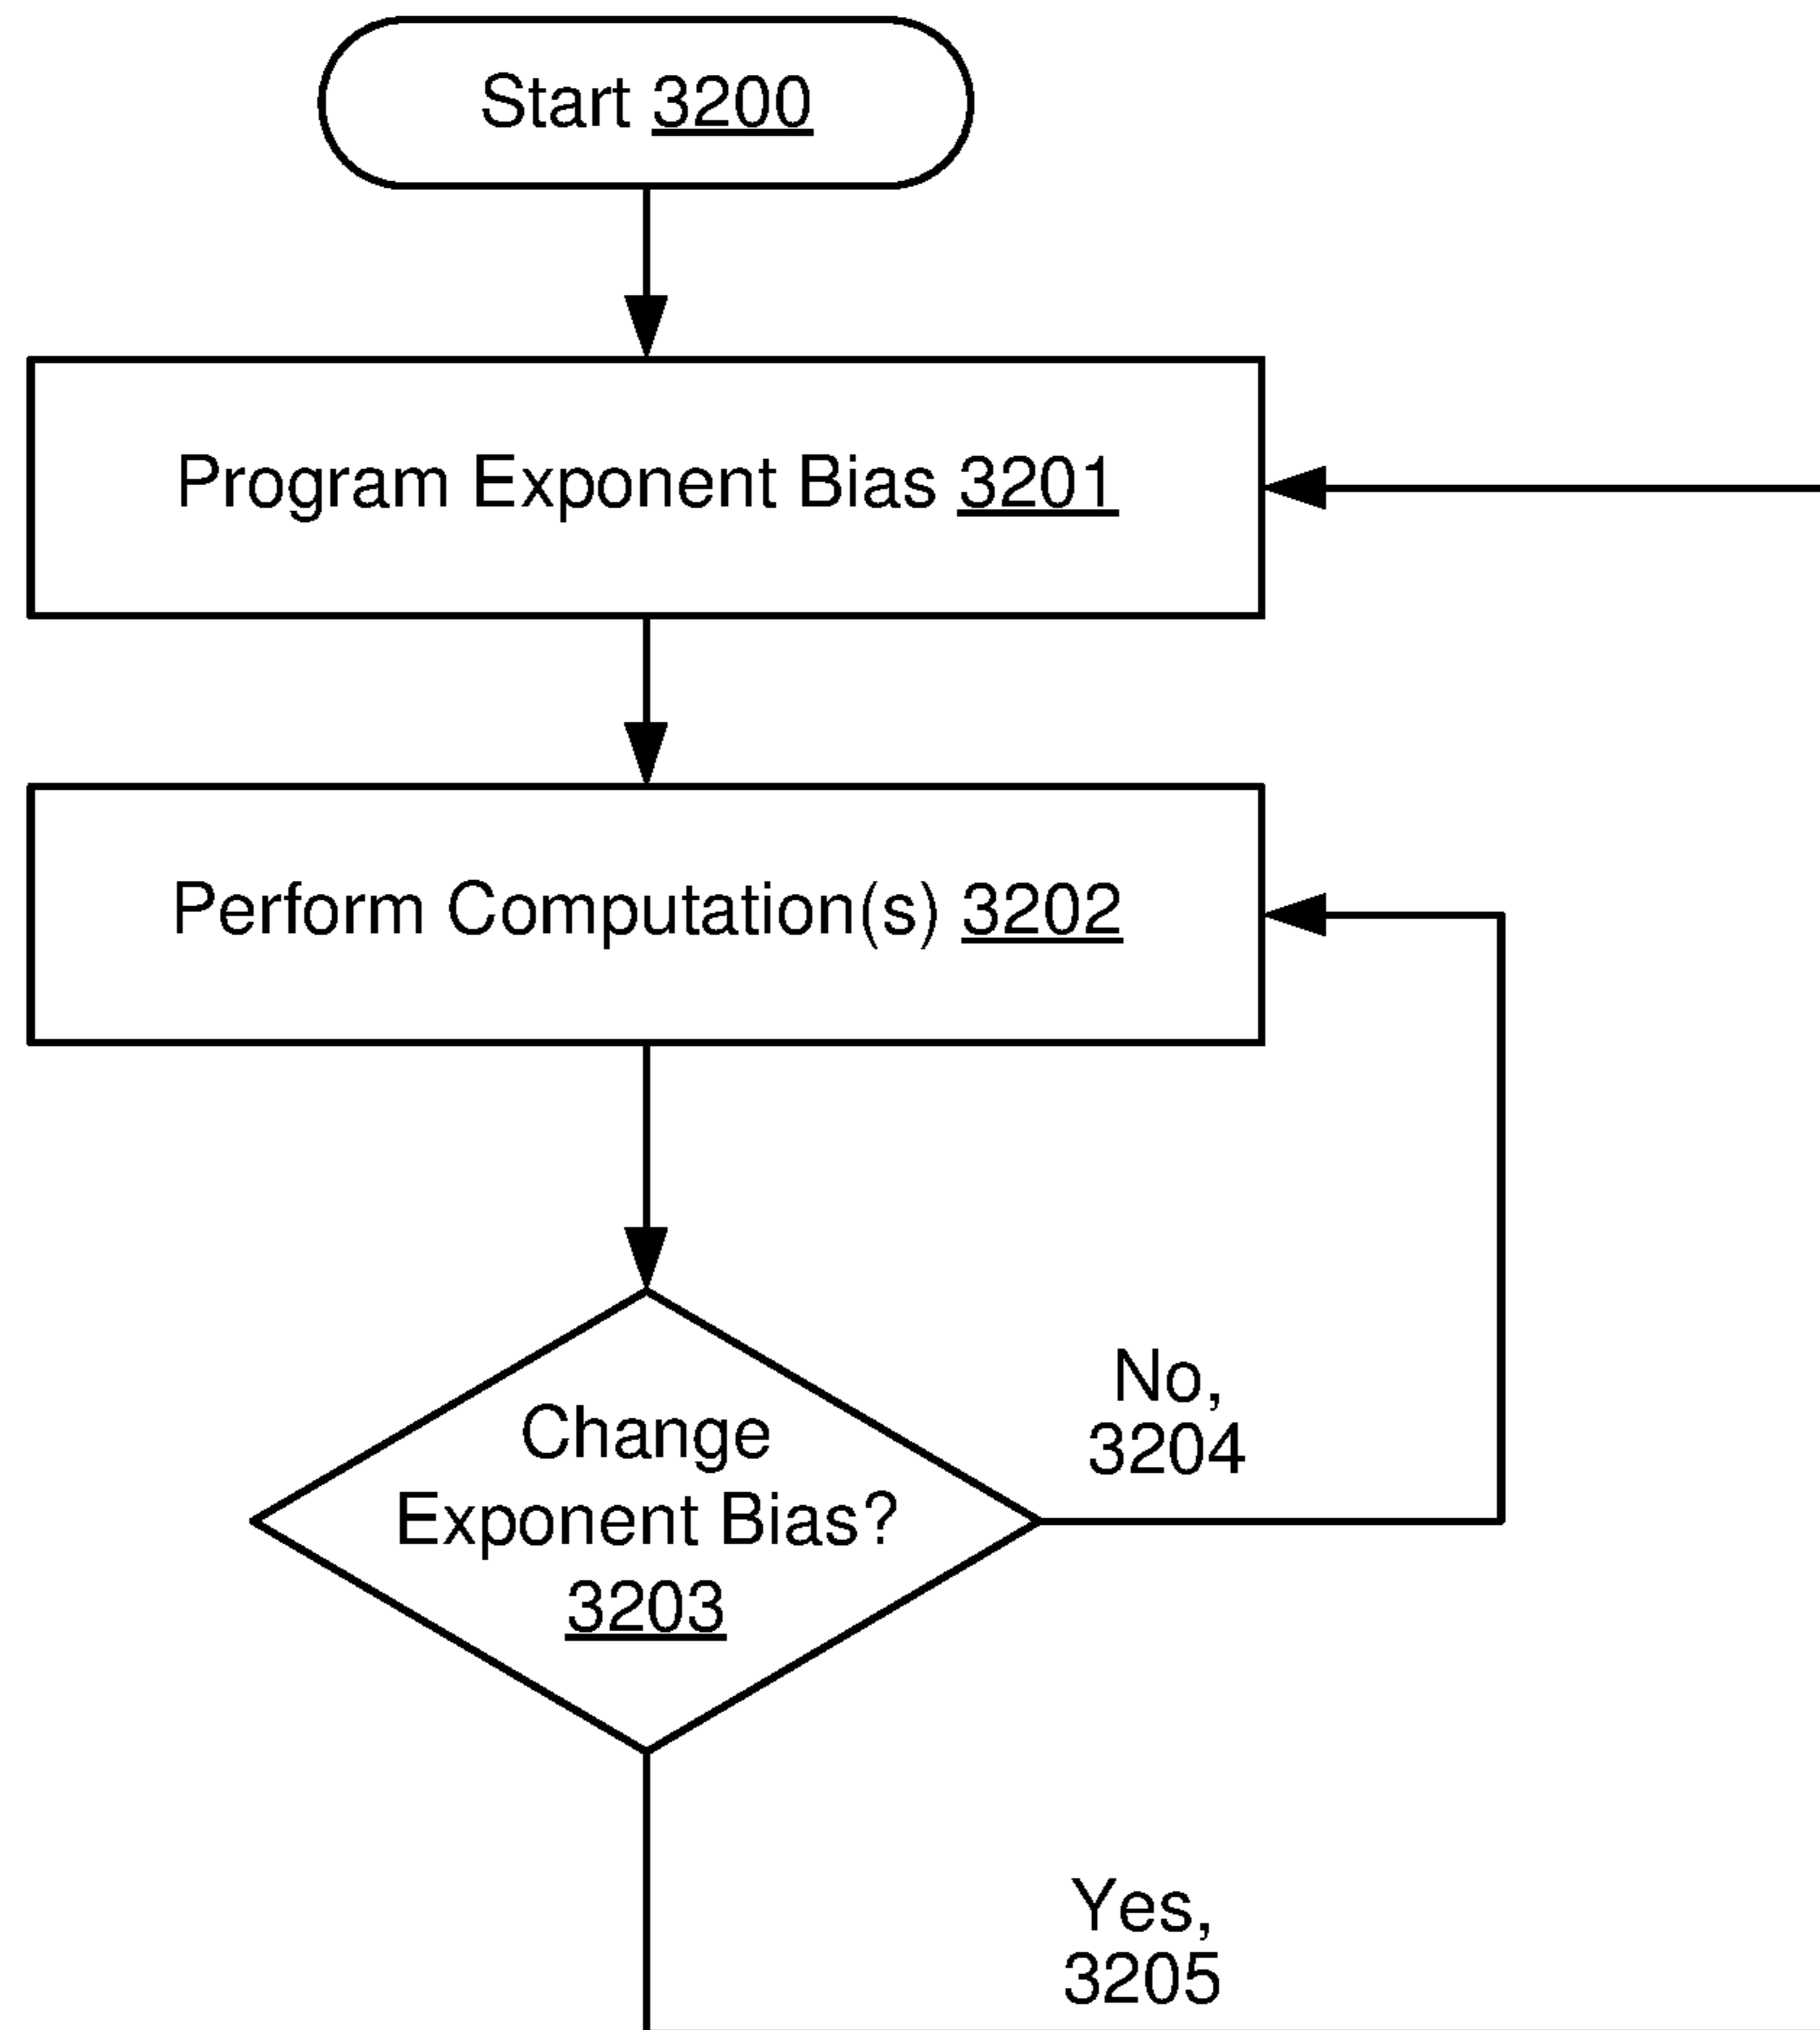 Start 3200
Program Exponent Bias 3201
Perform Computation(s) 3202
Change
Exponent Bias?
3203
No,
3204
Yes,
3205